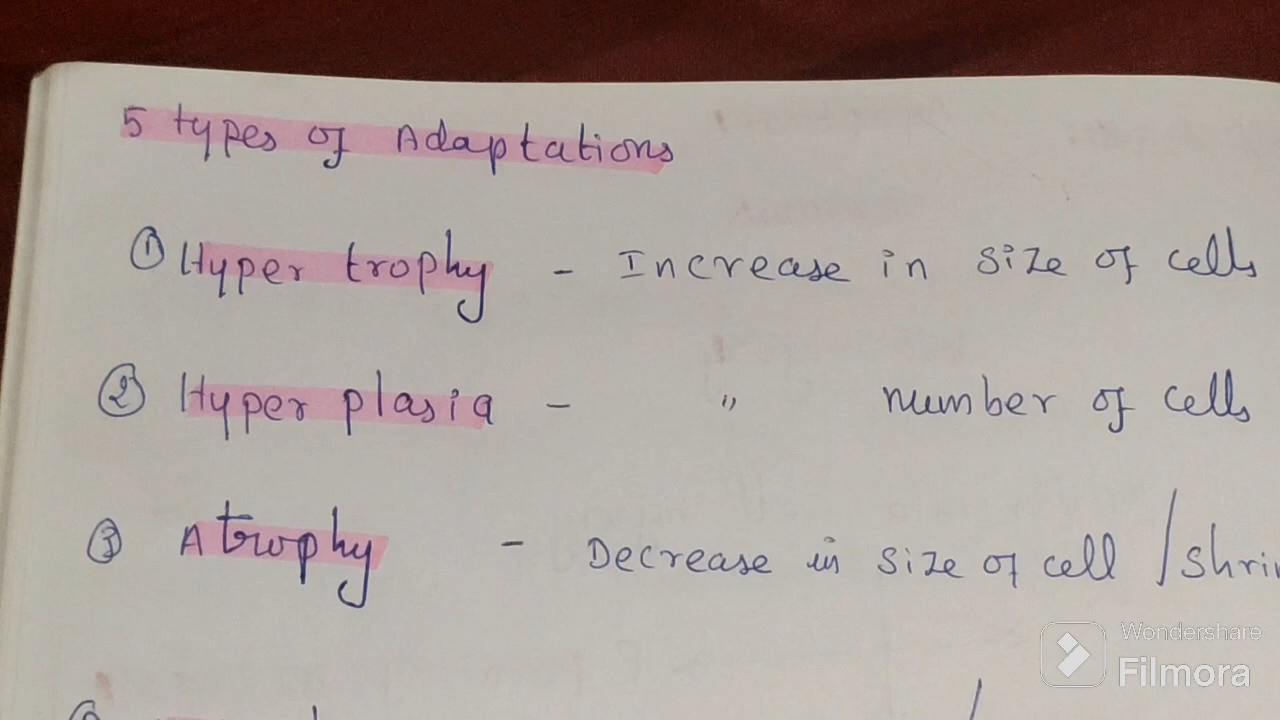 5 types of Adaptations
① Hyper trophy - Increase in size of cells
② Hyper plasia - " number of cells
③ Atrophy - Decrease in size of cell /shri
Wondershare
Filmora